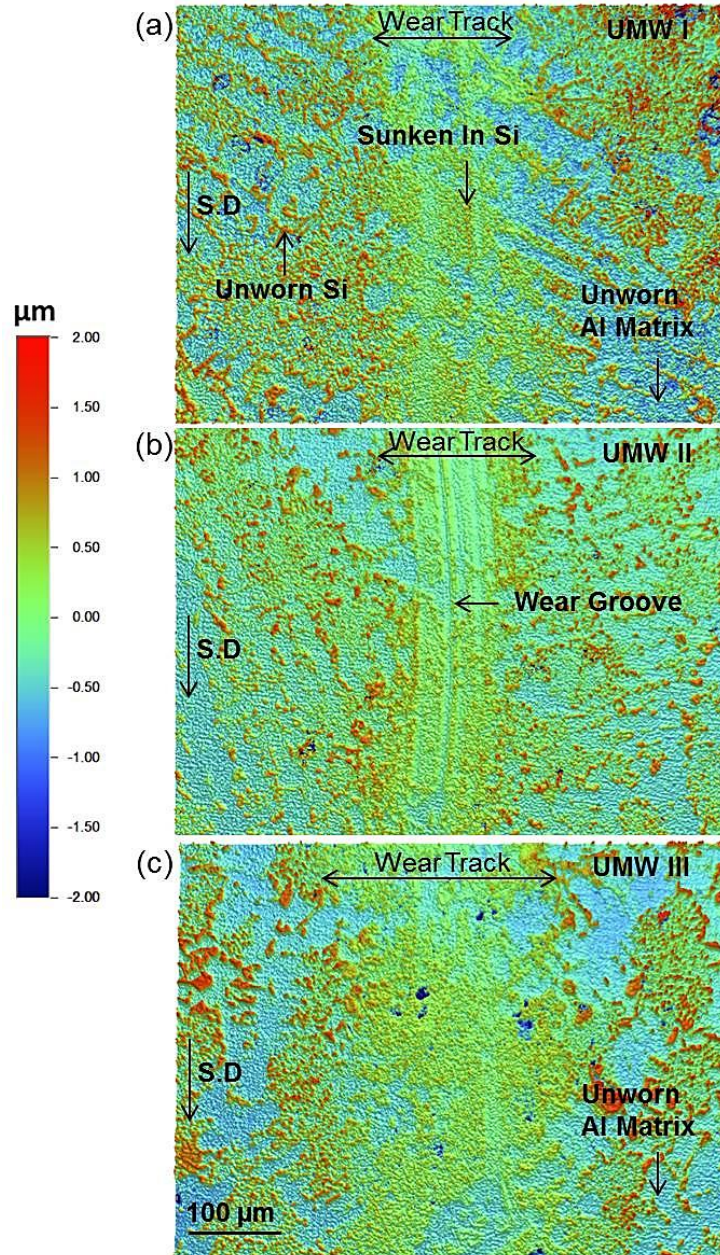 (a)
Wear Track
UMW I
Sunken In Si
S.D
Unworn Si
Unworn
Al Matrix
µm
2.00
1.50
1.00
0.50
0.00
-0.50
-1.00
-1.50
-2.00
(b)
Wear Track
UMW II
Wear Groove
S.D
(c)
Wear Track
UMW III
S.D
Unworn
Al Matrix
100 µm